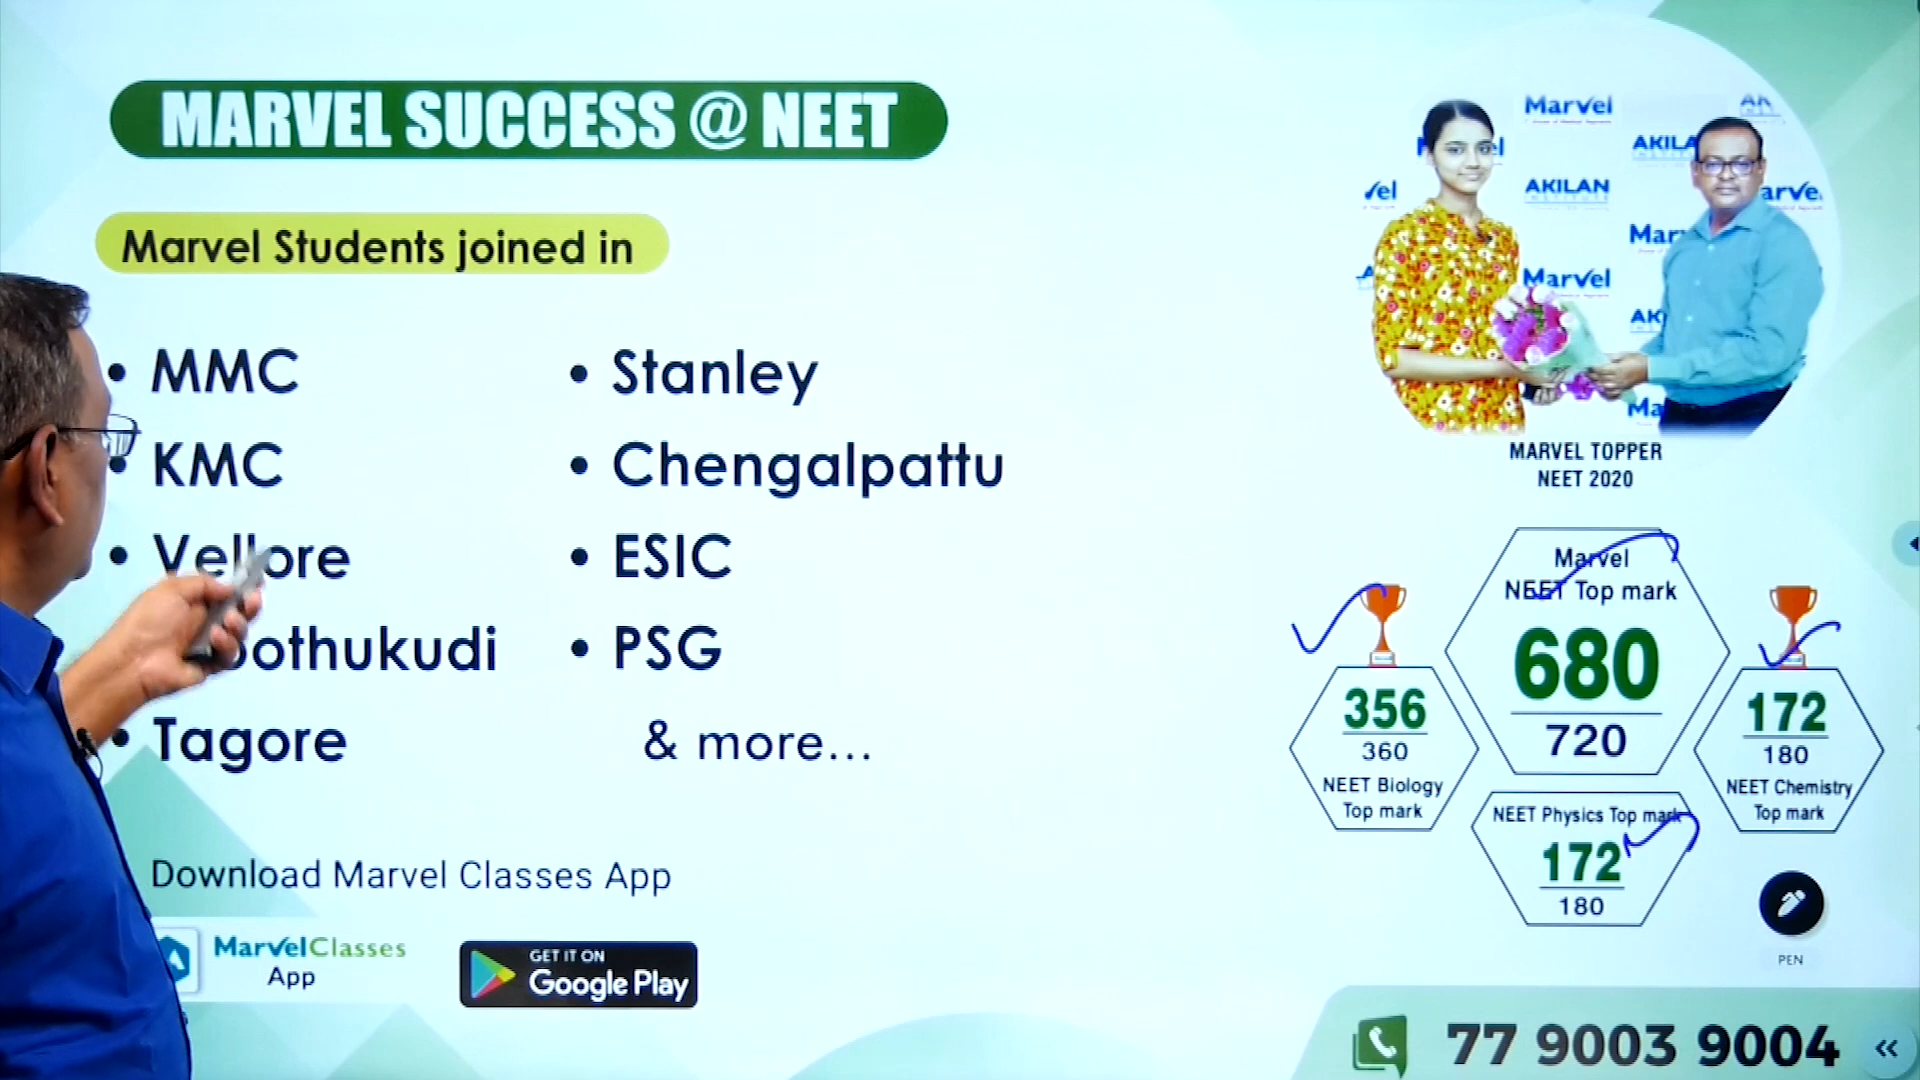 MARVEL SUCCESS @ NEET
Marvel Students joined in
• MMC
• KMC
• Vellore
othukudi
• Tagore
• Stanley
• Chengalpattu
• ESIC
• PSG
& more...
Download Marvel Classes App
MarvelClasses
App
GET IT ON
Google Play
Marvel
AKILAN
INSTITUTE
Marvel
MARVEL TOPPER
NEET 2020
Marvel
NEET Top mark
680
720
356
360
NEET Biology
Top mark
172
180
NEET Chemistry
Top mark
NEET Physics Top mark
172
180
PEN
77 9003 9004